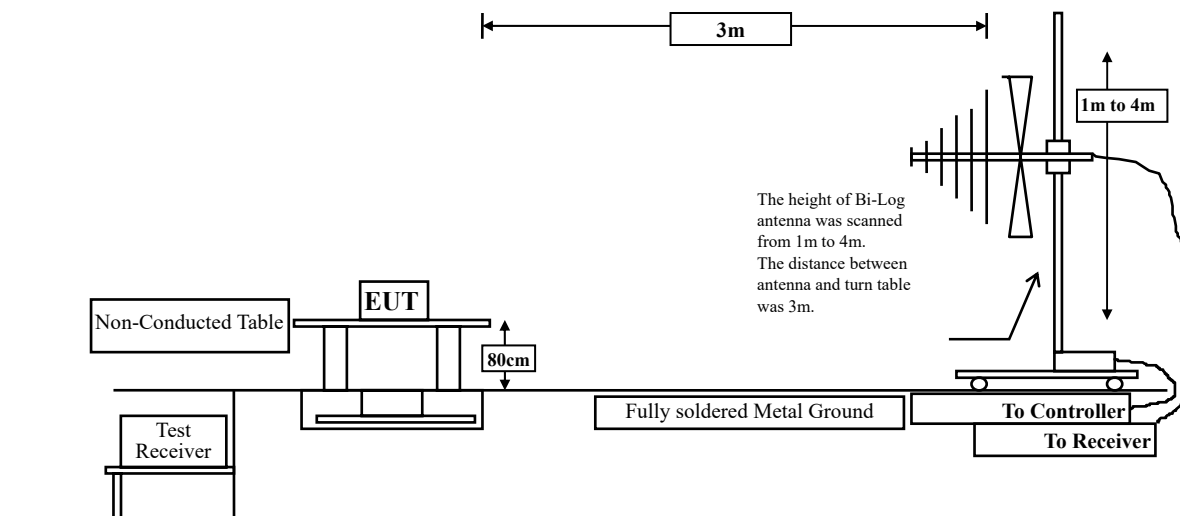 3m
1m to 4m
The height of Bi-Log
antenna was scanned
from 1m to 4m.
The distance between
antenna and turn table
was 3m.
EUT
Non-Conducted Table
80cm
Fully soldered Metal Ground
To Controller
Test
Receiver
To Receiver